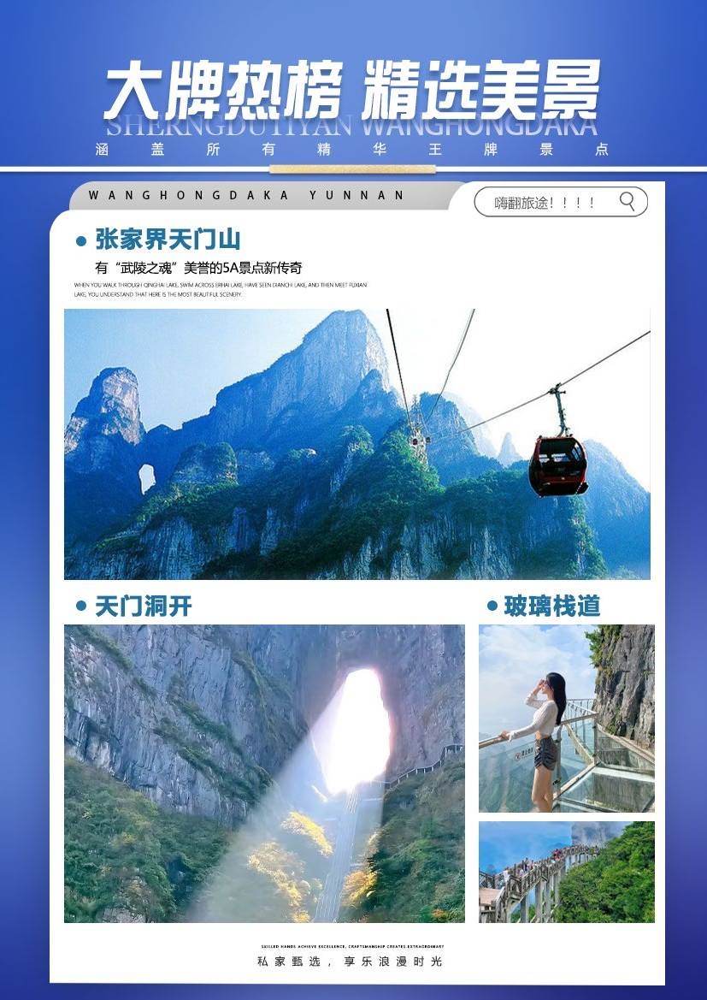 大牌热榜 精选美景
SHERNGDUTIYAN WANGHONGDAKA
涵盖所有精华王牌景点
WANGHONGDAKA YUNNAN
嗨翻旅途！！！！
张家界天门山
有“武陵之魂”美誉的5A景点新传奇
WHEN YOU WALK THROUGH QINGHAI LAKE, SWIM ACROSS ERHAI LAKE, HAVE SEEN DIANCHI LAKE, AND THEN MEET FUXIAN
LAKE, YOU UNDERSTAND THAT HERE IS THE MOST BEAUTIFUL SCENERY.
天门洞开
玻璃栈道
SKILLED HANDS ACHIEVE EXCELLENCE, CRAFTSMANSHIP CREATES EXTRAORDINARY
私家甄选，享乐浪漫时光